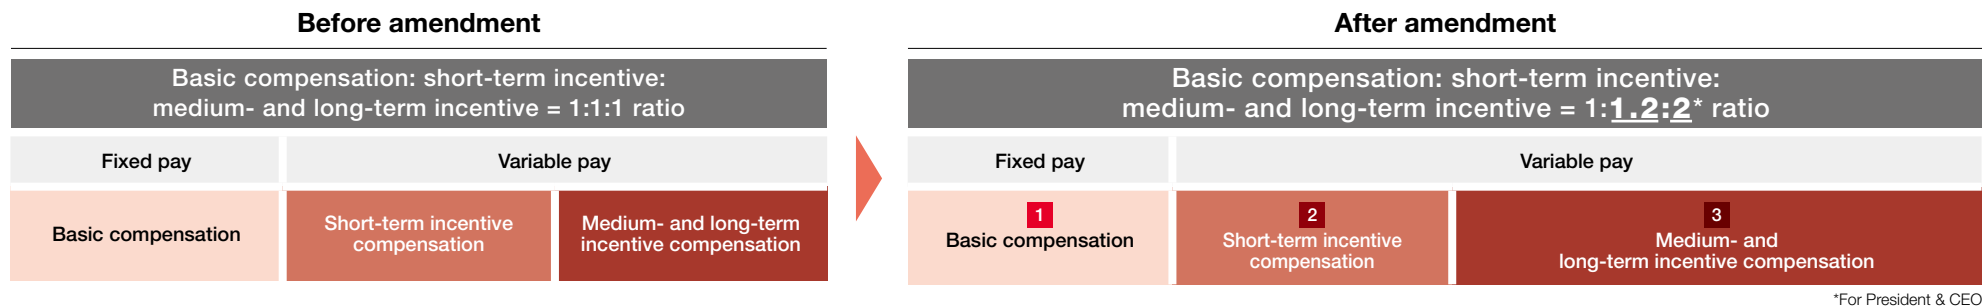 Before amendment
Basic compensation: short-term incentive:
medium- and long-term incentive = 1:1:1 ratio
Fixed pay
Variable pay
Basic compensation
Short-term incentive
compensation
Medium- and long-term
incentive compensation
After amendment
Basic compensation: short-term incentive:
medium- and long-term incentive = 1:1.2:2* ratio
Fixed pay
Variable pay
1
Basic compensation
2
Short-term incentive
compensation
3
Medium- and
long-term incentive compensation
*For President & CEO